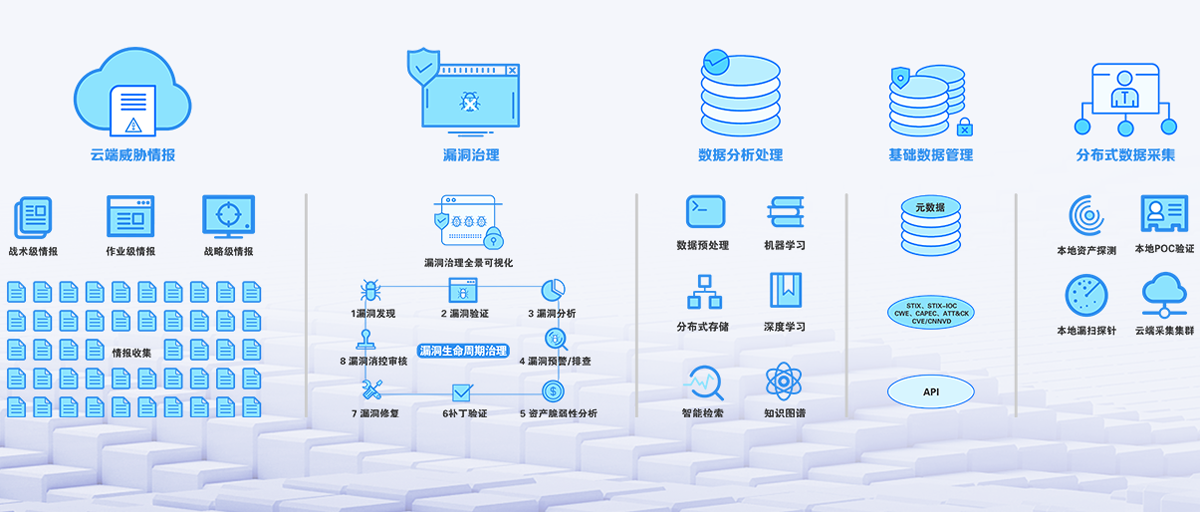 云端威胁情报
漏洞治理
数据分析处理
基础数据管理
分布式数据采集
战术级情报
作业级情报
战略级情报
情报收集
漏洞治理全景可视化
1漏洞发现
2 漏洞验证
3 漏洞分析
8 漏洞消控审核
漏洞生命周期治理
4 漏洞预警/排查
7 漏洞修复
6补丁验证
5 资产脆弱性分析
数据预处理
机器学习
分布式存储
深度学习
智能检索
知识图谱
元数据
STIX、STIX-IOC
CWE、CAPEC、ATT&CK
CVE/CNNVD
API
本地资产探测
本地POC验证
本地漏扫探针
云端采集集群